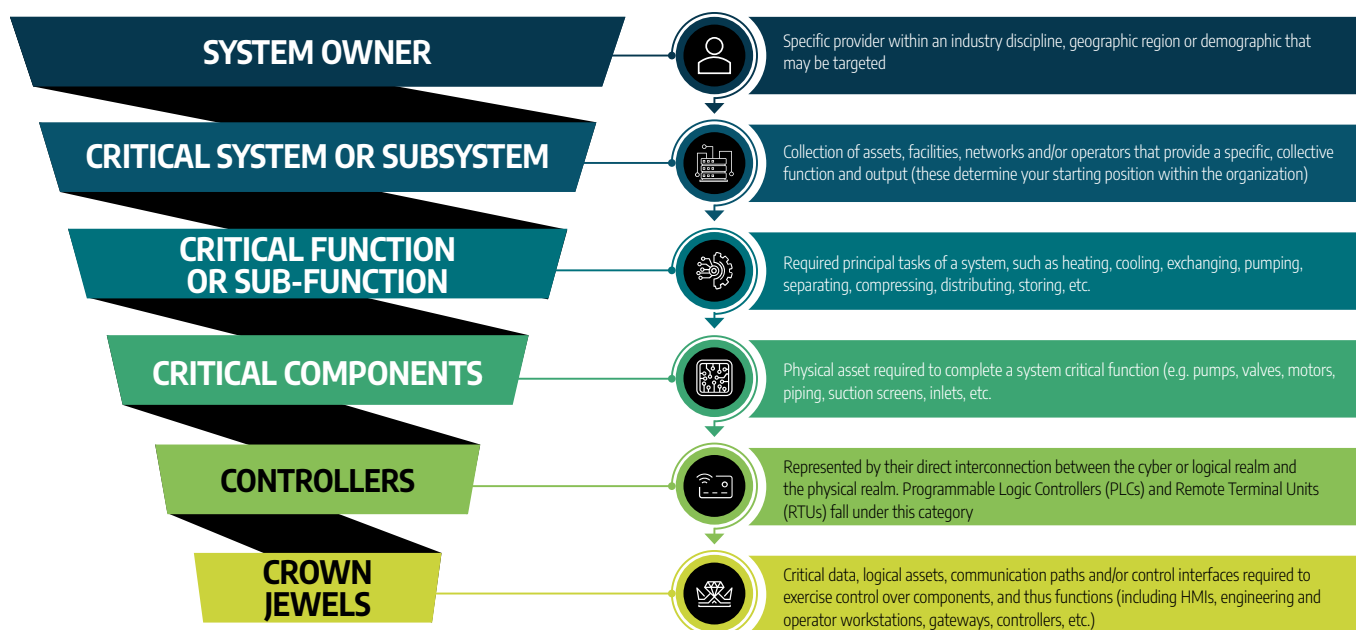 SYSTEM OWNER
Specific provider within an industry discipline, geographic region or demographic that
may be targeted
CRITICAL SYSTEM OR SUBSYSTEM
Collection of assets, facilities, networks and/or operators that provide a specific, collective
function and output (these determine your starting position within the organization)
CRITICAL FUNCTION
OR SUB-FUNCTION
Required principal tasks of a system, such as heating, cooling, exchanging, pumping,
separating, compressing, distributing, storing, etc.
CRITICAL COMPONENTS
Physical asset required to complete a system critical function (e.g. pumps, valves, motors,
piping, suction screens, inlets, etc.
CONTROLLERS
Represented by their direct interconnection between the cyber or logical realm and
the physical realm. Programmable Logic Controllers (PLCs) and Remote Terminal Units
(RTUs) fall under this category
CROWN
JEWELS
Critical data, logical assets, communication paths and/or control interfaces required to
exercise control over components, and thus functions (including HMIs, engineering and
operator workstations, gateways, controllers, etc.)